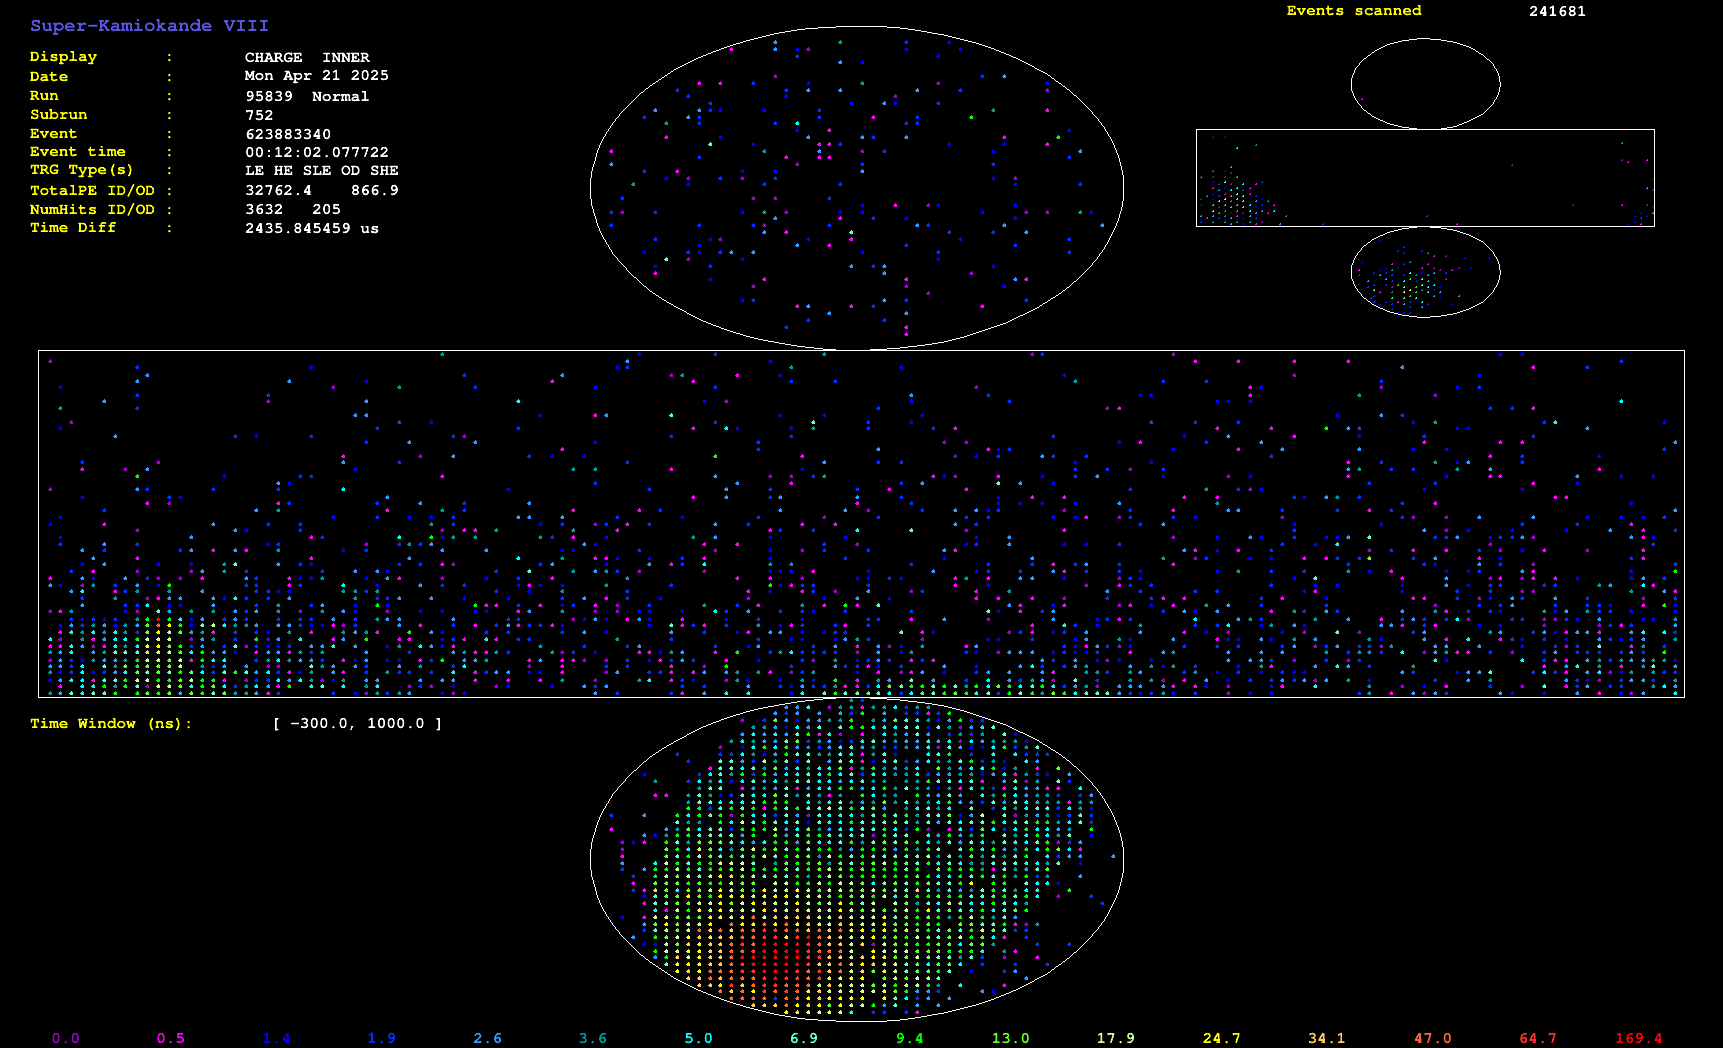 Super-Kamiokande VIII
Events scanned 241681
Display : CHARGE INNER
Date : Mon Apr 21 2025
Run : 95839 Normal
Subrun : 752
Event : 623883340
Event time : 00:12:02.077722
TRG Type(s) : LE HE SLE OD SHE
TotalPE ID/OD : 32762.4 866.9
NumHits ID/OD : 3632 205
Time Diff : 2435.845459 us
Time Window (ns): [ -300.0, 1000.0 ]
0.0 0.5 1.4 1.9 2.6 3.6 5.0 6.9 9.4 13.0 17.9 24.7 34.1 47.0 64.7 169.4